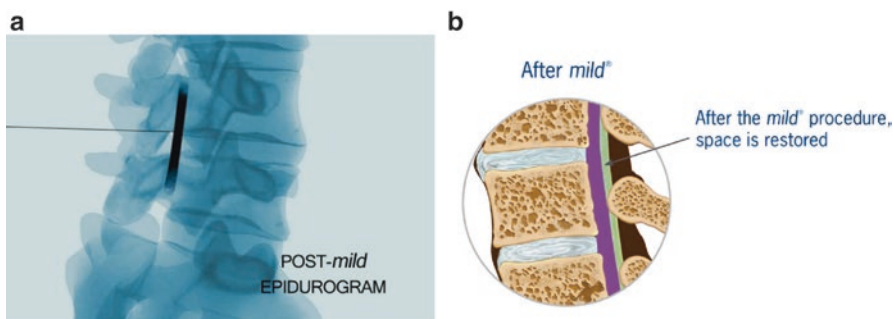 a
POST-mild
EPIDUROGRAM
b
After mild®
After the mild® procedure,
space is restored